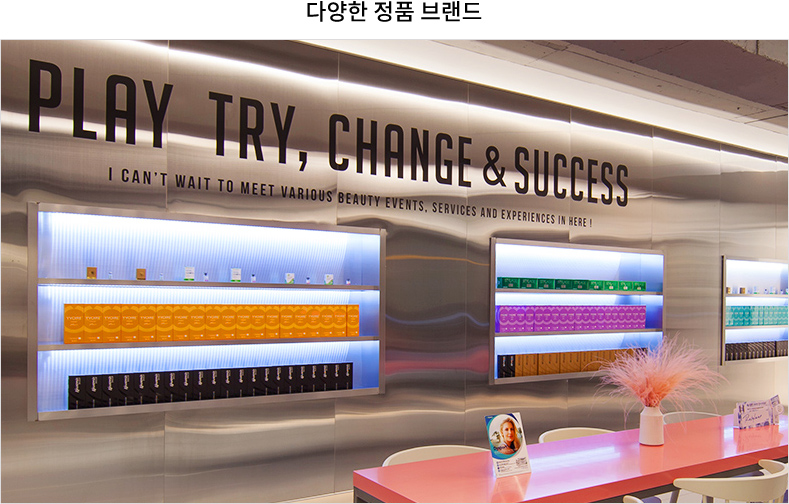 다양한 정품 브랜드
PLAY TRY, CHANGE & SUCCESS
I CAN'T WAIT TO MEET VARIOUS BEAUTY EVENTS, SERVICES AND EXPERIENCES IN HERE !